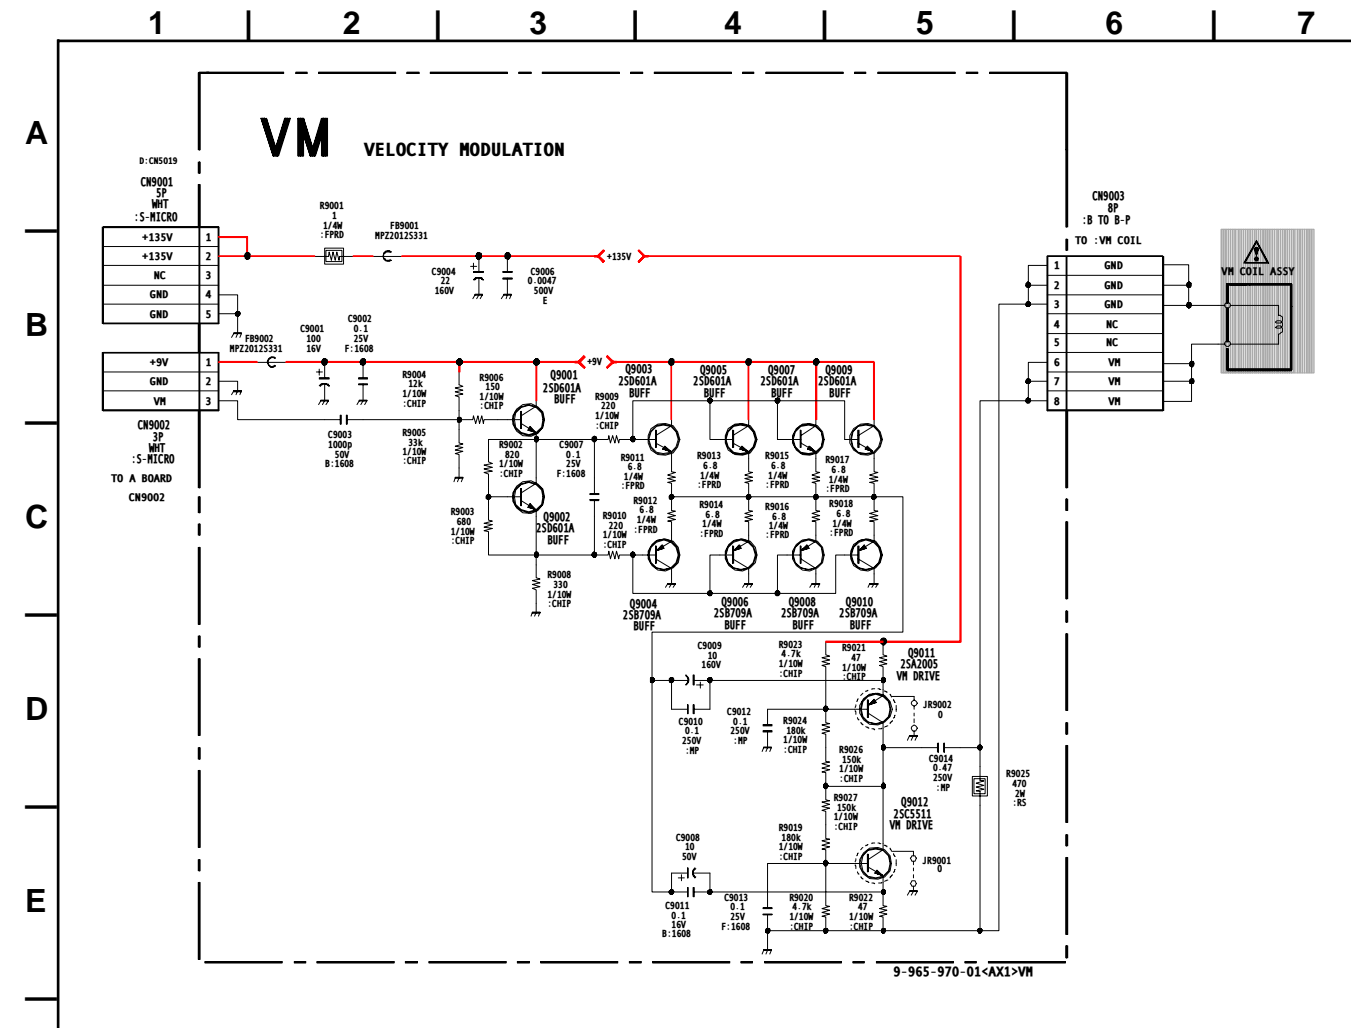 1 2 3 4 5 6 7
A
VM VELOCITY MODULATION
D:CN5019
CN9001
5P
WHT
:S-MICRO
+135V 1
+135V 2
NC 3
GND 4
GND 5
R9001
1
1/4W
:FPRD
FB9001
MPZ2012S331
C9004
22
160V
C9006
0.0047
500V
E
+135V
CN9003
8P
:B TO B-P
TO :VM COIL
1 GND
2 GND
3 GND
4 NC
5 NC
6 VM
7 VM
8 VM
VM COIL ASSY
B
FB9002
MPZ2012S331
C9001
100
16V
C9002
0.1
25V
F:1608
+9V 1
GND 2
VM 3
CN9002
3P
WHT
:S-MICRO
TO A BOARD
CN9002
+9V
C9003
1000p
50V
B:1608
R9004
12k
1/10W
:CHIP
R9005
33k
1/10W
:CHIP
R9006
150
1/10W
:CHIP
Q9001
2SD601A
BUFF
R9009
220
1/10W
:CHIP
Q9003
2SD601A
BUFF
Q9005
2SD601A
BUFF
Q9007
2SD601A
BUFF
Q9009
2SD601A
BUFF
C
R9002
820
1/10W
:CHIP
C9007
0.1
25V
F:1608
R9003
680
1/10W
:CHIP
Q9002
2SD601A
BUFF
R9010
220
1/10W
:CHIP
R9008
330
1/10W
:CHIP
R9011
6.8
1/4W
:FPRD
R9013
6.8
1/4W
:FPRD
R9015
6.8
1/4W
:FPRD
R9017
6.8
1/4W
:FPRD
R9012
6.8
1/4W
:FPRD
R9014
6.8
1/4W
:FPRD
R9016
6.8
1/4W
:FPRD
R9018
6.8
1/4W
:FPRD
Q9004
2SB709A
BUFF
Q9006
2SB709A
BUFF
Q9008
2SB709A
BUFF
Q9010
2SB709A
BUFF
D
C9009
10
160V
C9010
0.1
250V
:MP
C9012
0.1
250V
:MP
R9023
4.7k
1/10W
:CHIP
R9021
47
1/10W
:CHIP
Q9011
2SA2005
VM DRIVE
R9024
180k
1/10W
:CHIP
R9026
150k
1/10W
:CHIP
JR9002
0
C9014
0.47
250V
:MP
R9025
470
2W
:RS
R9027
150k
1/10W
:CHIP
Q9012
2SC5511
VM DRIVE
E
C9008
10
50V
C9011
0.1
16V
B:1608
R9019
180k
1/10W
:CHIP
JR9001
0
C9013
0.1
25V
F:1608
R9020
4.7k
1/10W
:CHIP
R9022
47
1/10W
:CHIP
9-965-970-01<AX1>VM